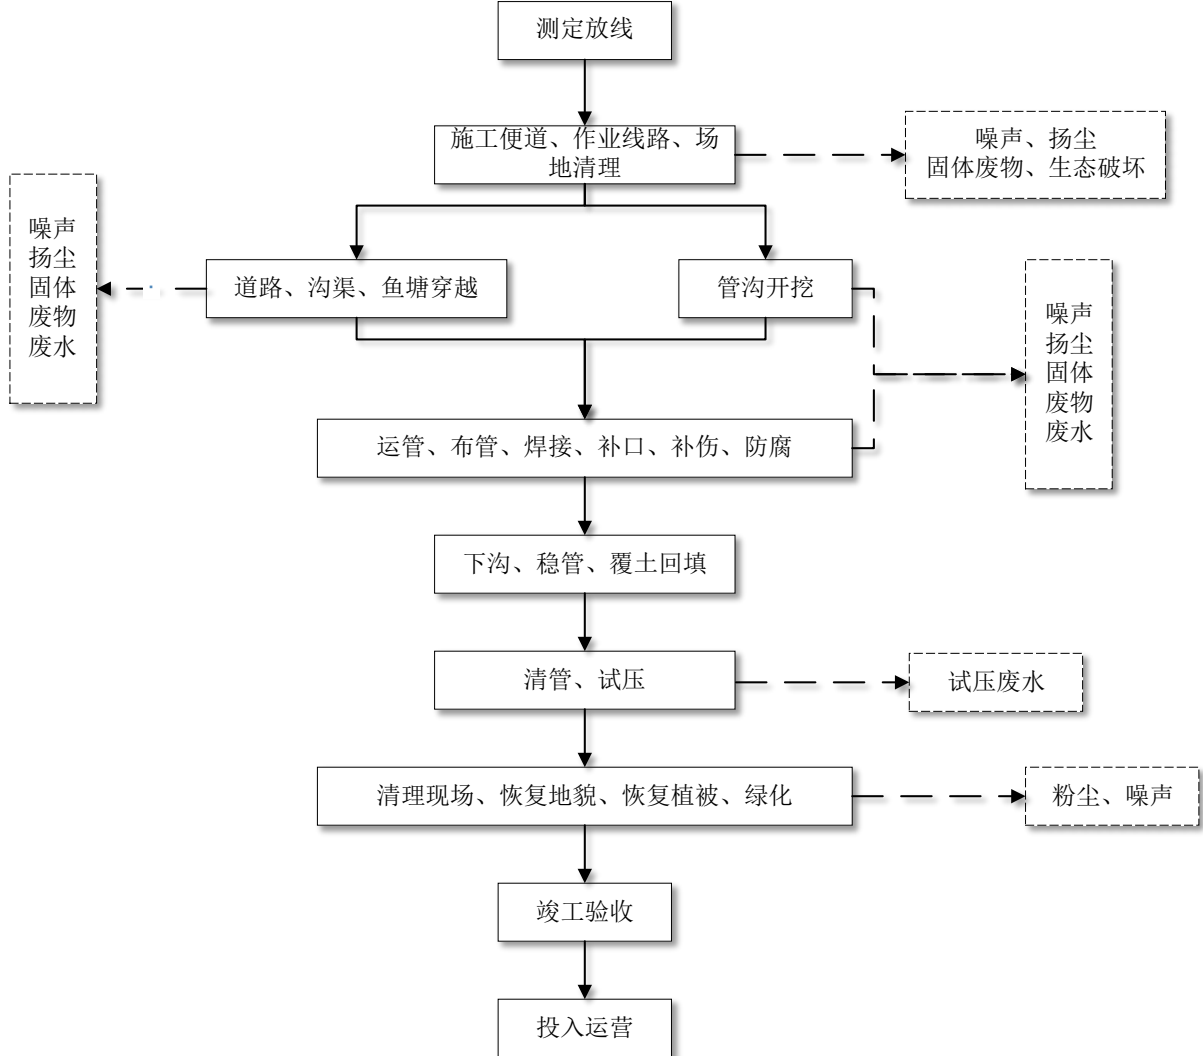 测定放线
施工便道、作业线路、场
地清理
噪声、扬尘
固体废物、生态破坏
噪声
扬尘
固体
废物
废水
道路、沟渠、鱼塘穿越
管沟开挖
噪声
扬尘
固体
废物
废水
运管、布管、焊接、补口、补伤、防腐
下沟、稳管、覆土回填
清管、试压
试压废水
清理现场、恢复地貌、恢复植被、绿化
粉尘、噪声
竣工验收
投入运营